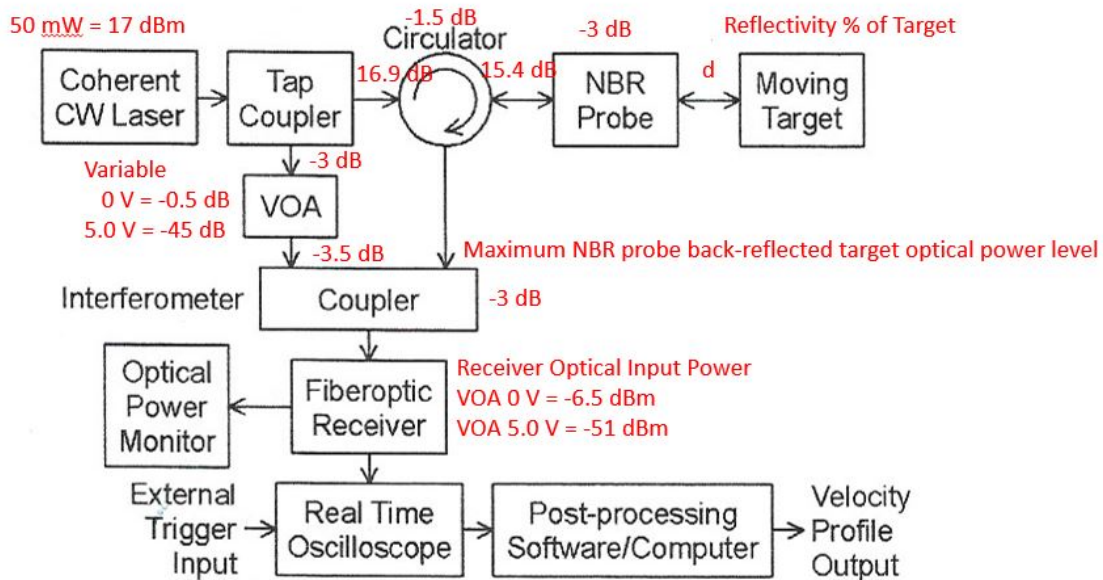 50 mW = 17 dBm
-1.5 dB
Circulator
-3 dB
Reflectivity % of Target
Coherent
CW Laser
Tap
Coupler
16.9 dB
15.4 dB
NBR
Probe
d
Moving
Target
-3 dB
Variable
0 V = -0.5 dB
5.0 V = -45 dB
VOA
-3.5 dB
Maximum NBR probe back-reflected target optical power level
Interferometer
Coupler
-3 dB
Optical
Power
Monitor
Fiberoptic
Receiver
Receiver Optical Input Power
VOA 0 V = -6.5 dBm
VOA 5.0 V = -51 dBm
External
Trigger
Input
Real Time
Oscilloscope
Post-processing
Software/Computer
Velocity
Profile
Output